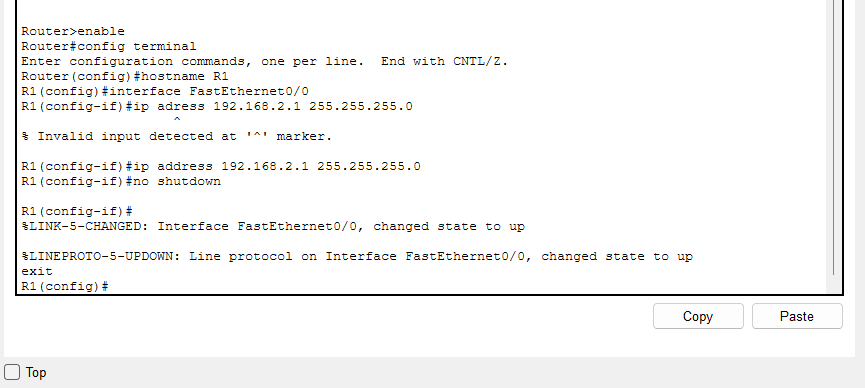 Router>enable
Router#config terminal
Enter configuration commands, one per line.  End with CNTL/Z.
Router(config)#hostname R1
R1(config)#interface FastEthernet0/0
R1(config-if)#ip adress 192.168.2.1 255.255.255.0
^
% Invalid input detected at '^' marker.
R1(config-if)#ip address 192.168.2.1 255.255.255.0
R1(config-if)#no shutdown
R1(config-if)#
%LINK-5-CHANGED: Interface FastEthernet0/0, changed state to up
%LINEPROTO-5-UPDOWN: Line protocol on Interface FastEthernet0/0, changed state to up
exit
R1(config)#
Copy
Paste
Top